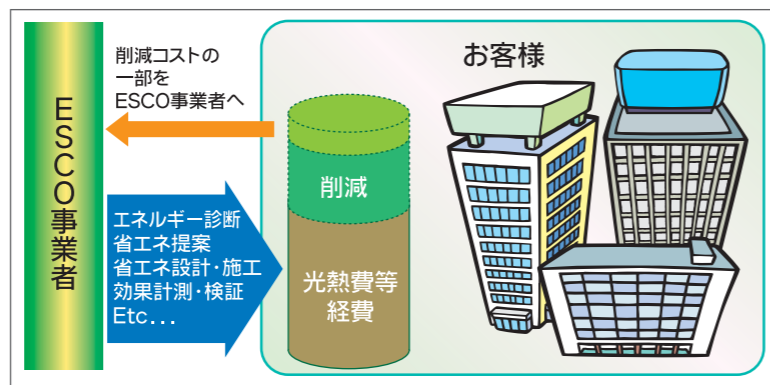 ESCO事業者
削減コストの
一部を
ESCO事業者へ
エネルギー診断
省エネ提案
省エネ設計・施工
効果計測・検証
Etc...
お客様
削減
光熱費等
経費